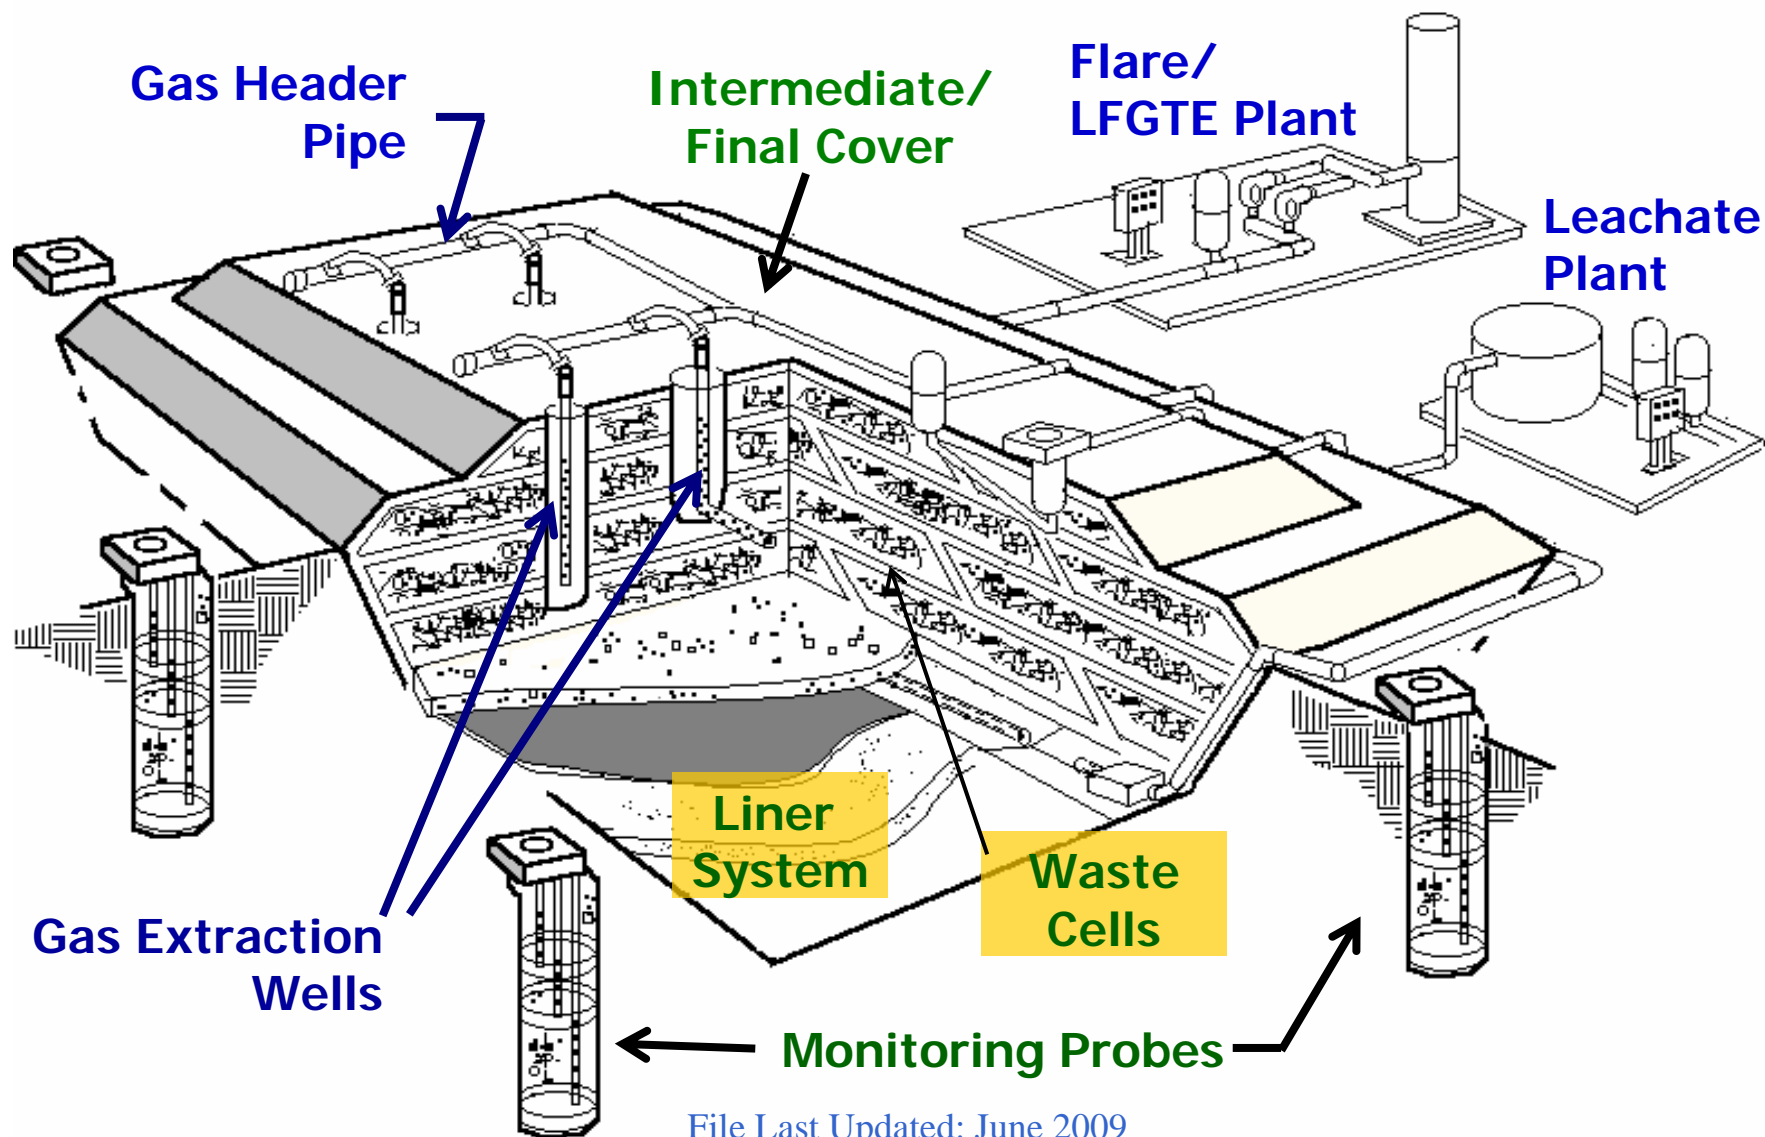 Gas Header
Pipe
Intermediate/
Final Cover
Flare/
LFGTE Plant
Leachate
Plant
Liner
System
Waste
Cells
Gas Extraction
Wells
Monitoring Probes
File Last Updated: June 2009